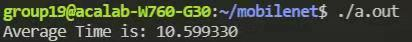 group19@acalab-W760-G30:~/mobilenet$ ./a.out
Average Time is: 10.599330